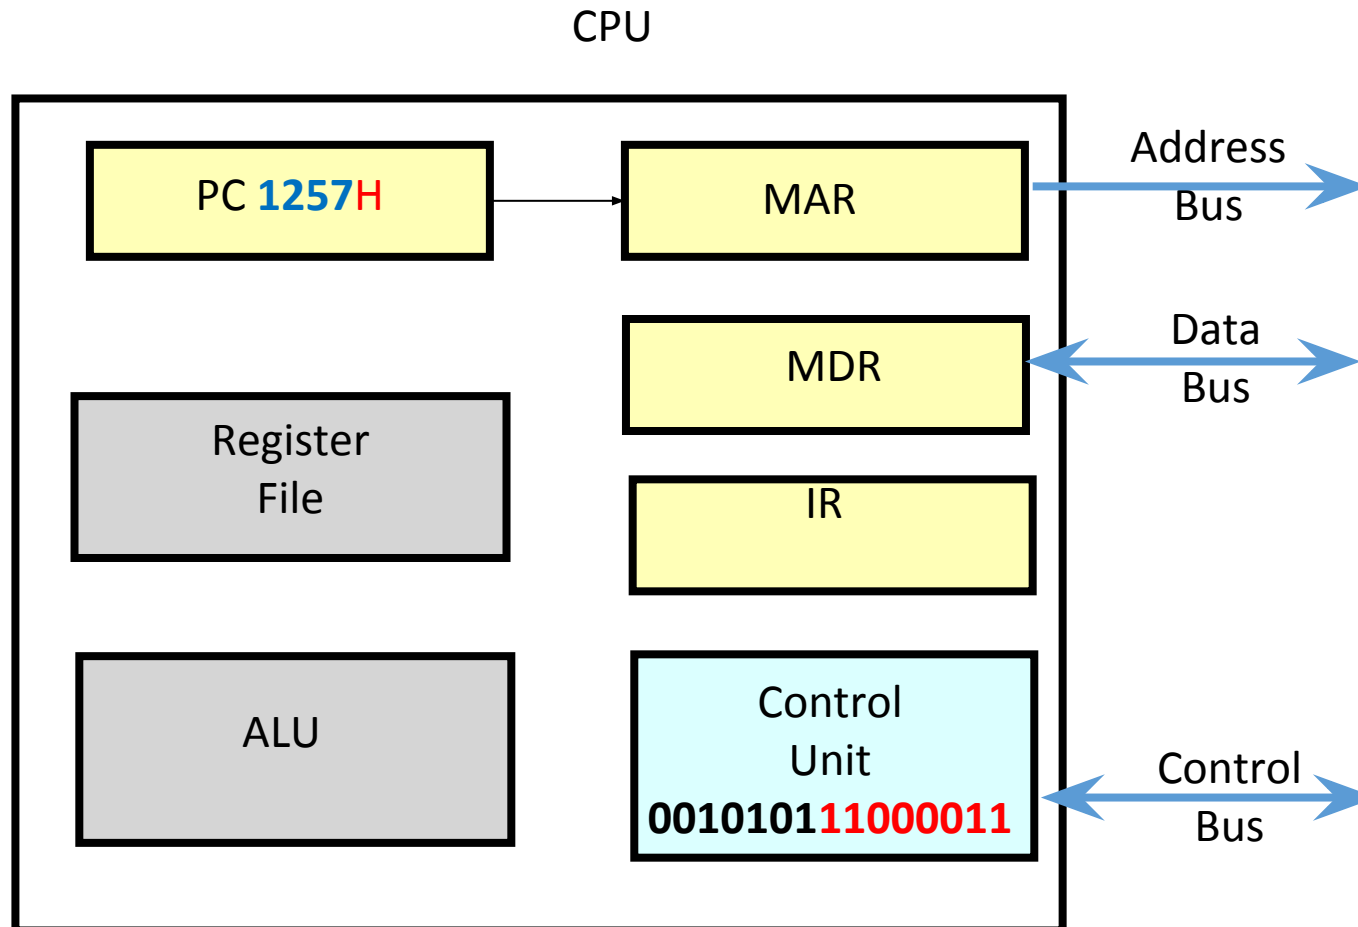 CPU
PC 1257H
MAR
Address
Bus
MDR
Data
Bus
Register
File
IR
ALU
Control
Unit
001010111000011
Control
Bus